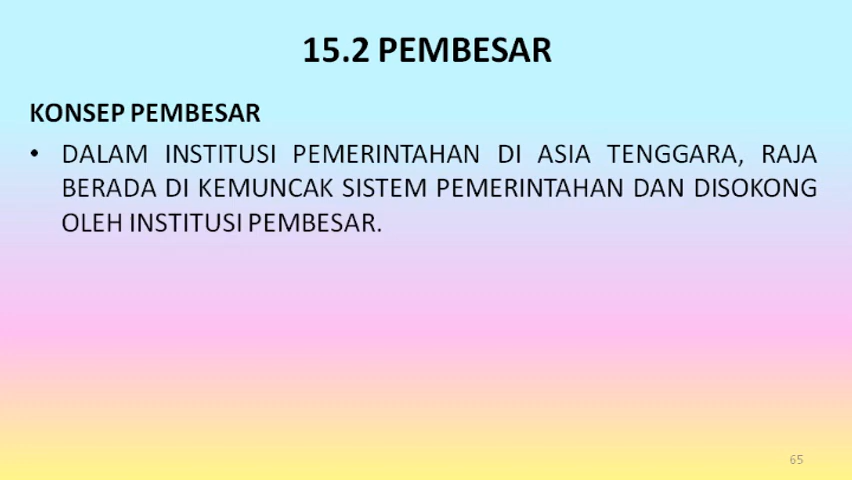 15.2 PEMBESAR
KONSEP PEMBESAR
• DALAM INSTITUSI PEMERINTAHAN DI ASIA TENGGARA, RAJA
BERADA DI KEMUNCAK SISTEM PEMERINTAHAN DAN DISOKONG
OLEH INSTITUSI PEMBESAR.
65